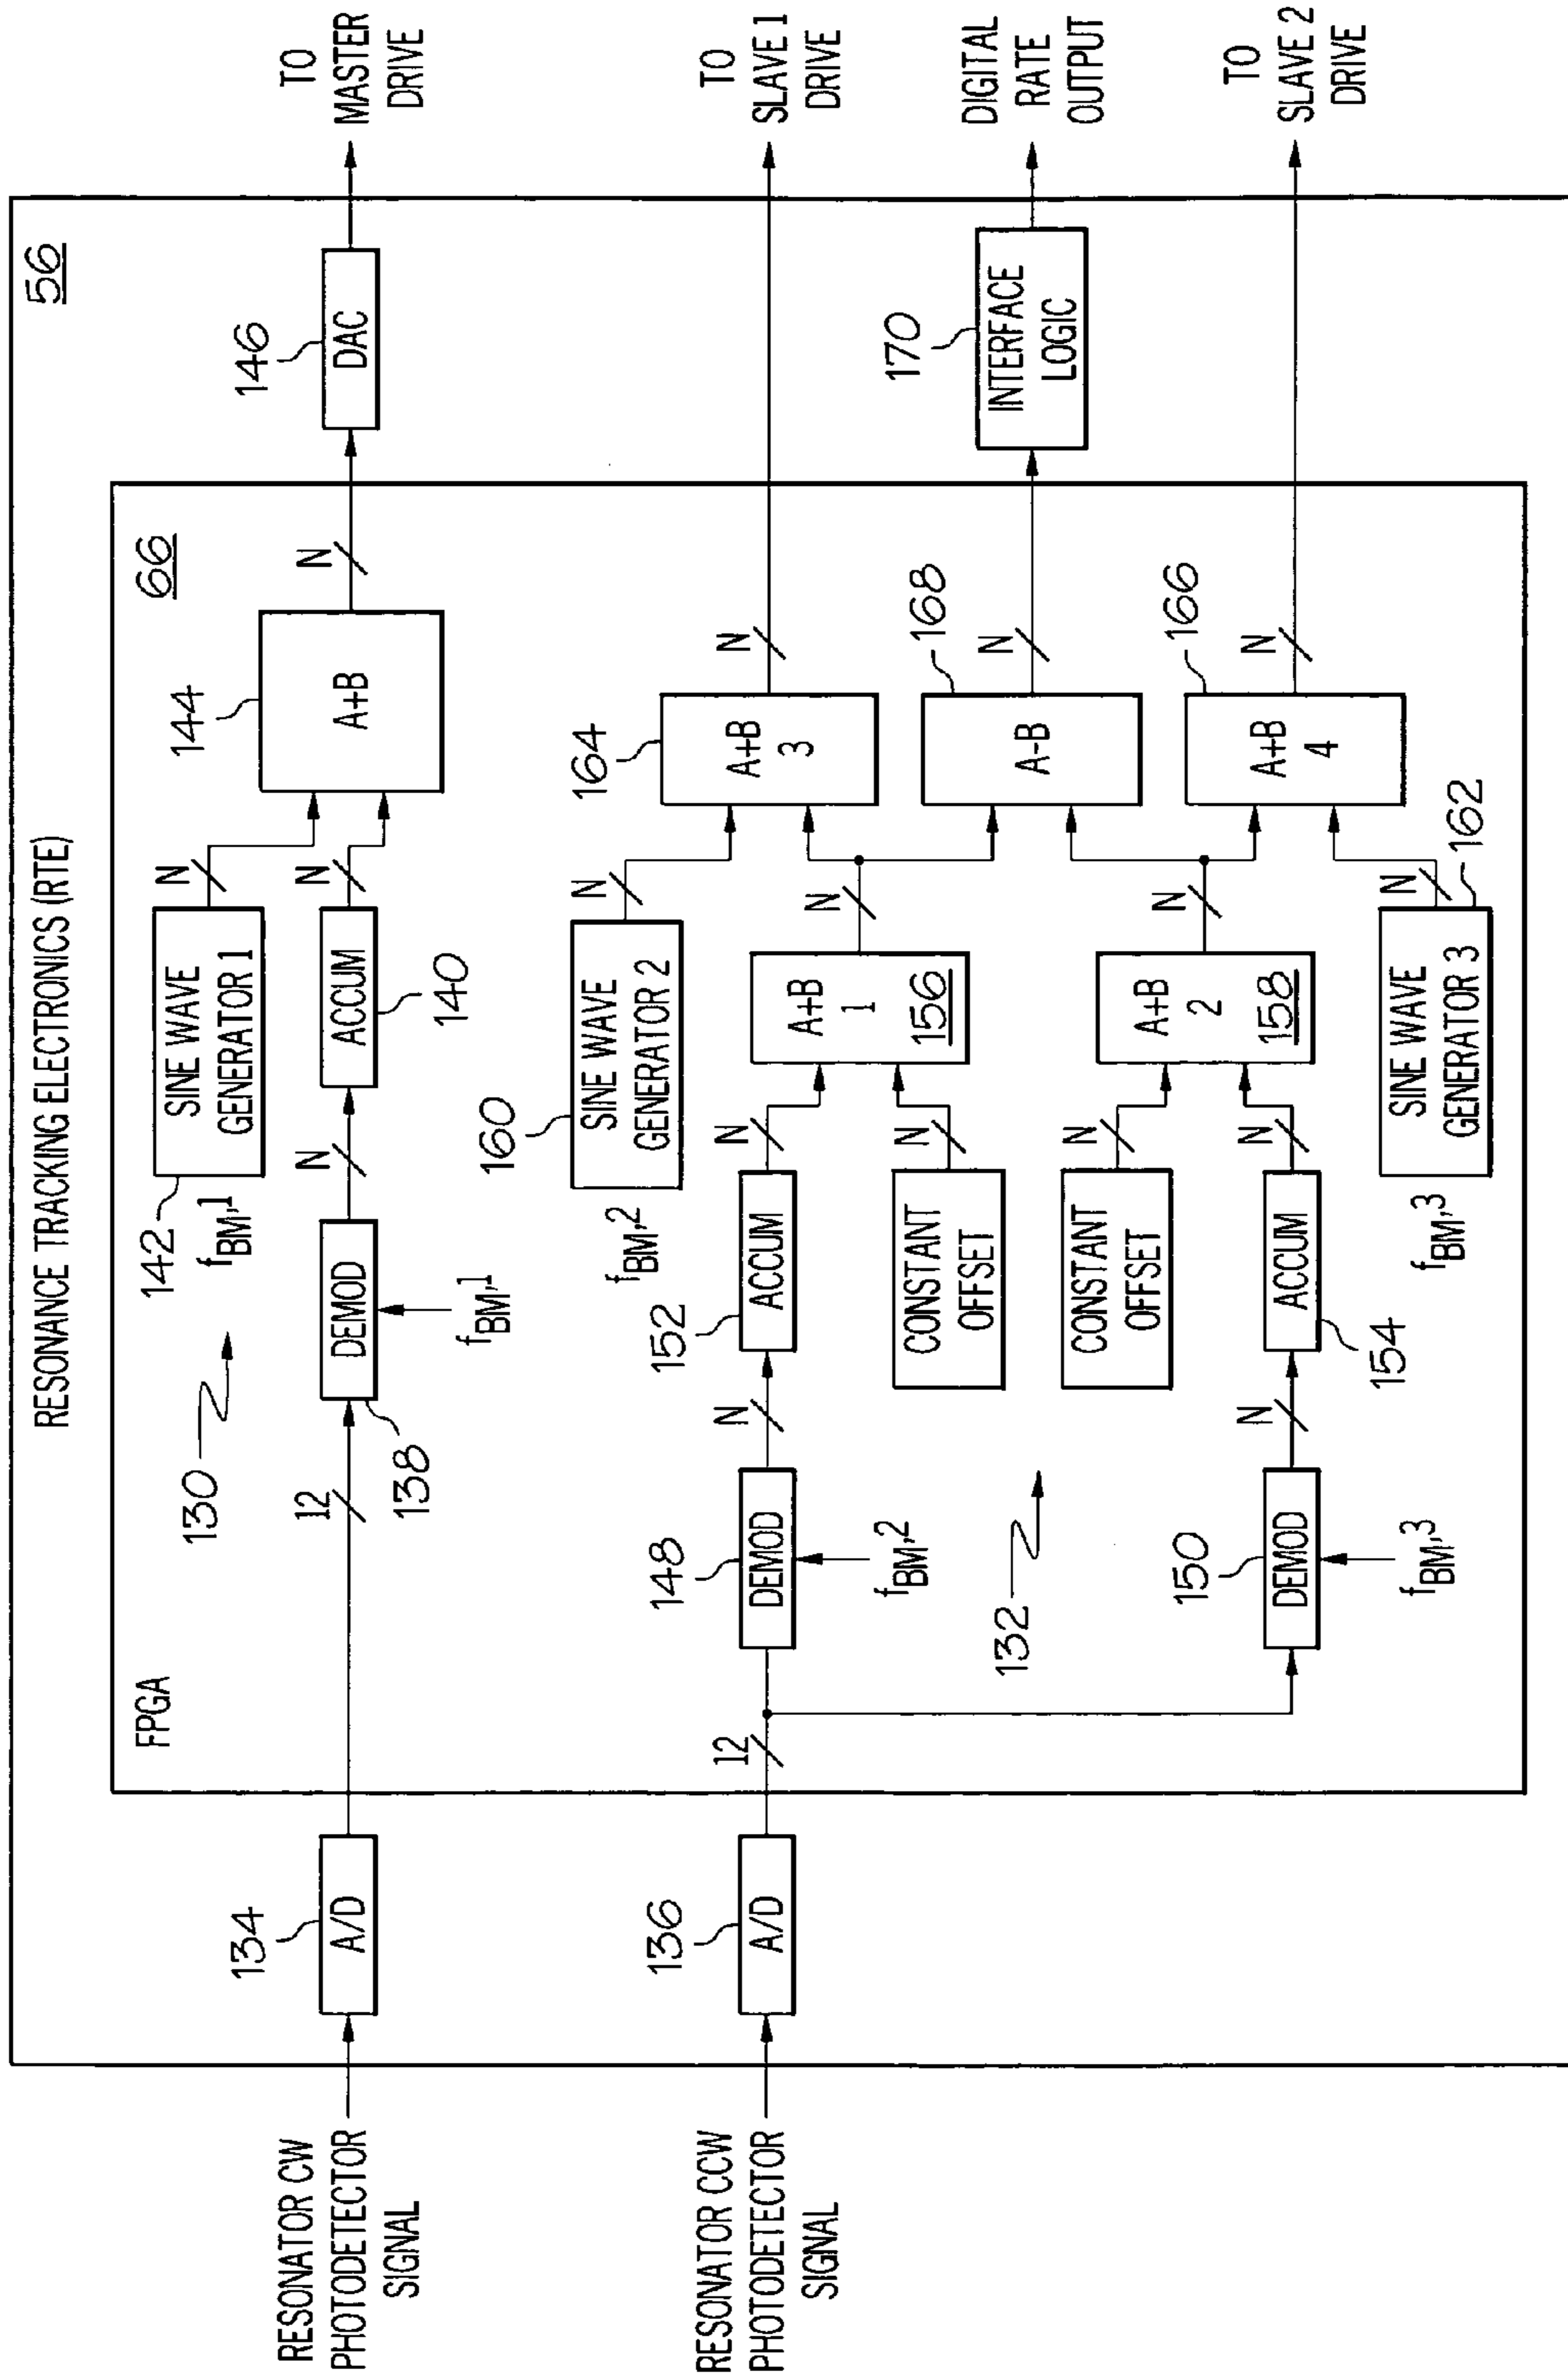 RESONANCE TRACKING ELECTRONICS (RTE)
56
RESONATOR CW
PHOTODETECTOR
SIGNAL
134
A/D
FPGA
66
130
12
138
DEMOD
fBM,1
N
142
fBM,1
SINE WAVE
GENERATOR 1
N
ACCUM
140
N
144
A+B
N
146
DAC
TO
MASTER
DRIVE
RESONATOR CCW
PHOTODETECTOR
SIGNAL
136
A/D
12
148
DEMOD
fBM,2
N
152
ACCUM
N
160
fBM,2
SINE WAVE
GENERATOR 2
N
CONSTANT
OFFSET
N
A+B
1
156
N
164
A+B
3
N
TO
SLAVE 1
DRIVE
132
168
A-B
N
170
INTERFACE
LOGIC
DIGITAL
RATE
OUTPUT
150
DEMOD
fBM,3
N
154
ACCUM
N
CONSTANT
OFFSET
N
A+B
2
158
N
fBM,3
SINE WAVE
GENERATOR 3
162
N
166
A+B
4
N
TO
SLAVE 2
DRIVE